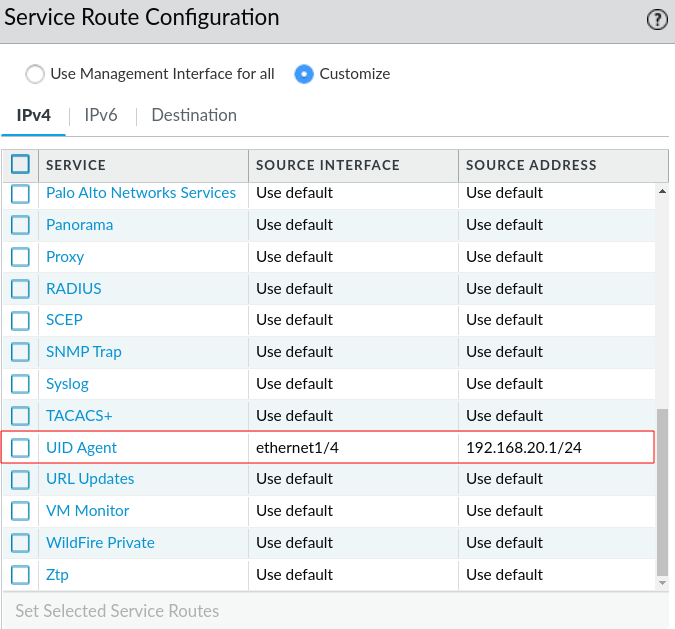 Service Route Configuration ?
Use Management Interface for all Customize
IPv4 IPv6 Destination
SERVICE SOURCE INTERFACE SOURCE ADDRESS
Palo Alto Networks Services Use default Use default
Panorama Use default Use default
Proxy Use default Use default
RADIUS Use default Use default
SCEP Use default Use default
SNMP Trap Use default Use default
Syslog Use default Use default
TACACS+ Use default Use default
UID Agent ethernet1/4 192.168.20.1/24
URL Updates Use default Use default
VM Monitor Use default Use default
WildFire Private Use default Use default
Ztp Use default Use default
Set Selected Service Routes